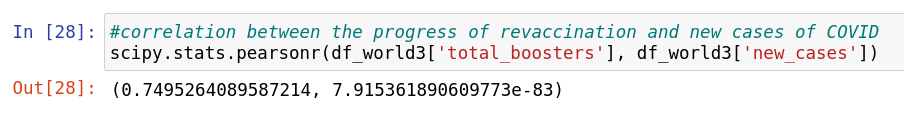 In [28]: #correlation between the progress of revaccination and new cases of COVID
scipy.stats.pearsonr(df_world3['total_boosters'], df_world3['new_cases'])
Out[28]: (0.7495264089587214, 7.915361890609773e-83)